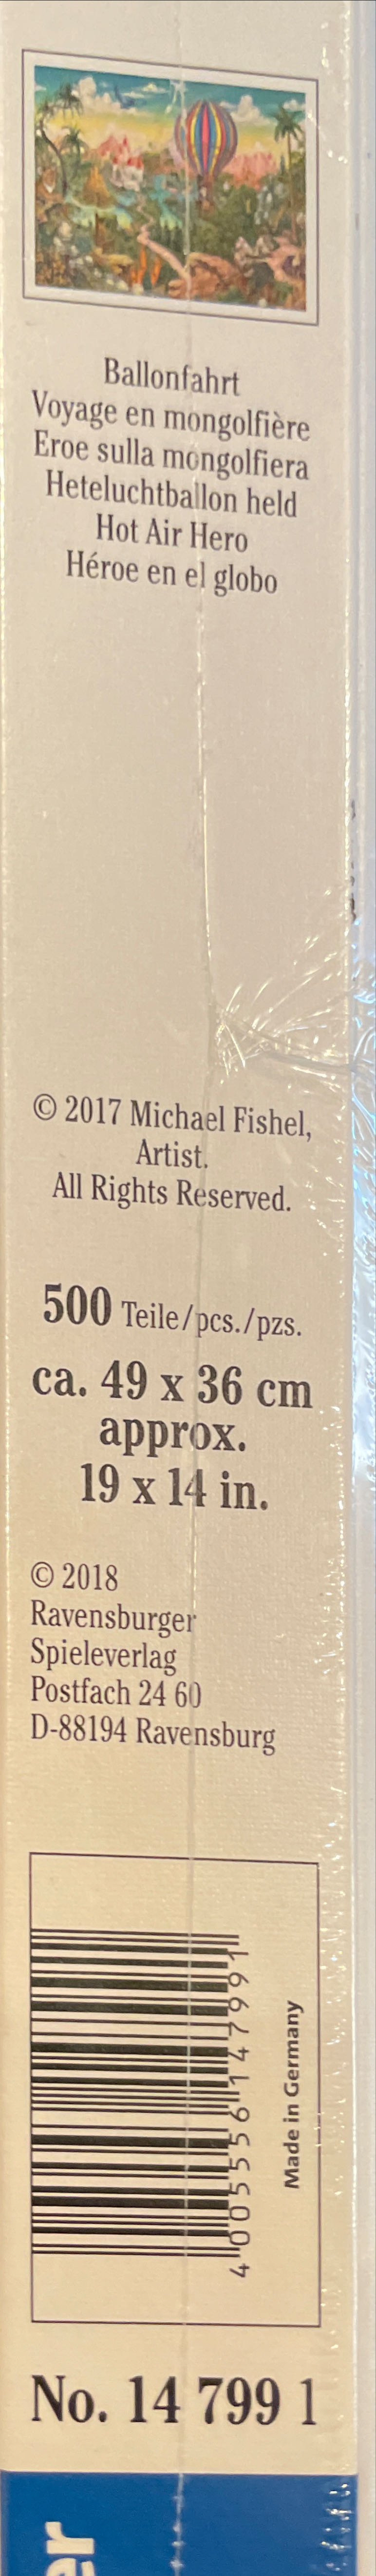 Ballonfahrt
Voyage en mongolfière
Eroe sulla mongolfiera
Heteluchtballon held
Hot Air Hero
Héroe en el globo
© 2017 Michael Fishel,
Artist.
All Rights Reserved.
500 Teile/pcs./pzs.
ca. 49 x 36 cm
approx.
19 x 14 in.
© 2018
Ravensburger
Spieleverlag
Postfach 24 60
D-88194 Ravensburg
4 005556 147991
Made in Germany
No. 14 799 1
er